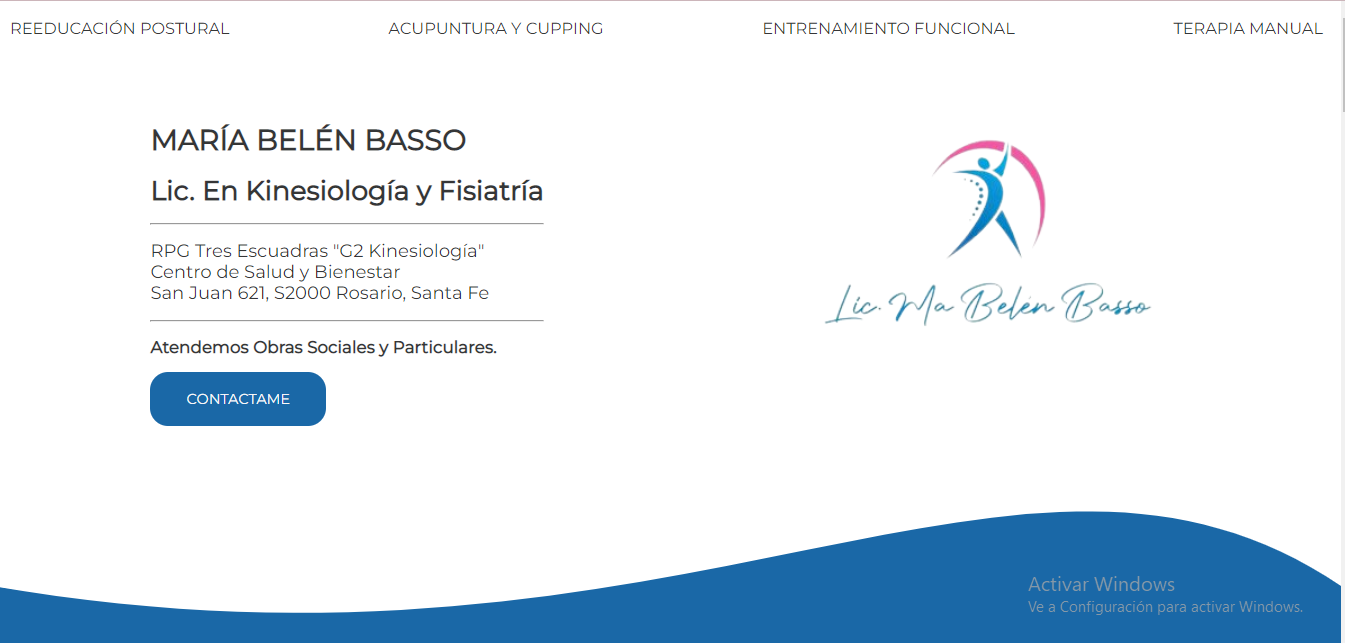 REEDUCACIÓN POSTURAL
ACUPUNTURA Y CUPPING
ENTRENAMIENTO FUNCIONAL
TERAPIA MANUAL
MARÍA BELÉN BASSO
Lic. En Kinesiología y Fisiatría
RPG Tres Escuadras "G2 Kinesiología"
Centro de Salud y Bienestar
San Juan 621, S2000 Rosario, Santa Fe
Atendemos Obras Sociales y Particulares.
CONTACTAME
Lic. Ma Belén Basso
Activar Windows
Ve a Configuración para activar Windows.